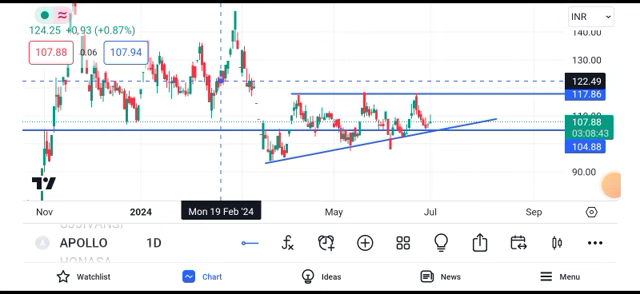 INR
124.25 +0.93 (+0.87%)
107.88 0.06 107.94
140.00
130.00
122.49
117.86
107.88
03:08:43
104.88
90.00
Nov 2024 Mon 19 Feb '24 May Jul Sep
APOLLO 1D
HONASA
Watchlist Chart Ideas News Menu